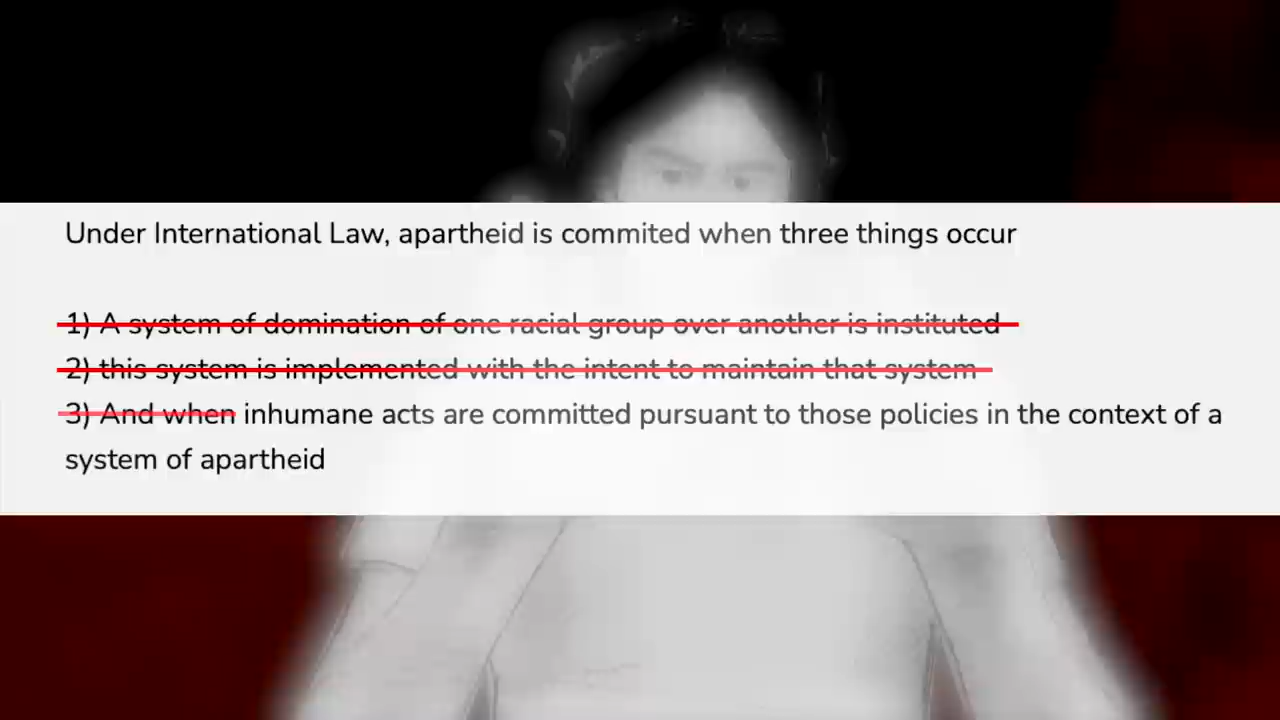 Under International Law, apartheid is commited when three things occur
1) A system of domination of one racial group over another is instituted
2) this system is implemented with the intent to maintain that system
3) And when inhumane acts are committed pursuant to those policies in the context of a
system of apartheid